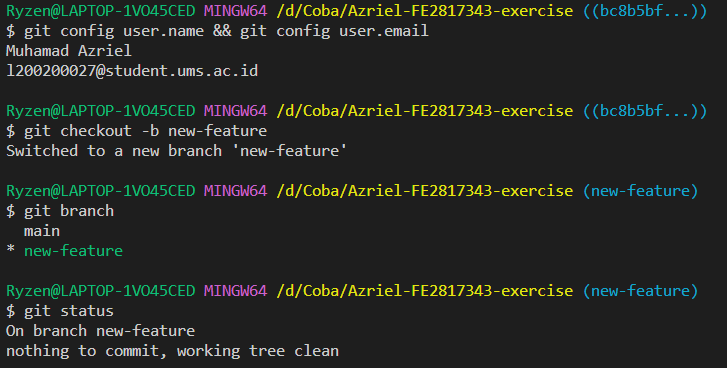 Ryzen@LAPTOP-1VO45CED MINGW64 /d/Coba/Azriel-FE2817343-exercise ((bc8b5bf...))
$ git config user.name && git config user.email
Muhamad Azriel
l200200027@student.ums.ac.id
Ryzen@LAPTOP-1VO45CED MINGW64 /d/Coba/Azriel-FE2817343-exercise ((bc8b5bf...))
$ git checkout -b new-feature
Switched to a new branch 'new-feature'
Ryzen@LAPTOP-1VO45CED MINGW64 /d/Coba/Azriel-FE2817343-exercise (new-feature)
$ git branch
main
* new-feature
Ryzen@LAPTOP-1VO45CED MINGW64 /d/Coba/Azriel-FE2817343-exercise (new-feature)
$ git status
On branch new-feature
nothing to commit, working tree clean